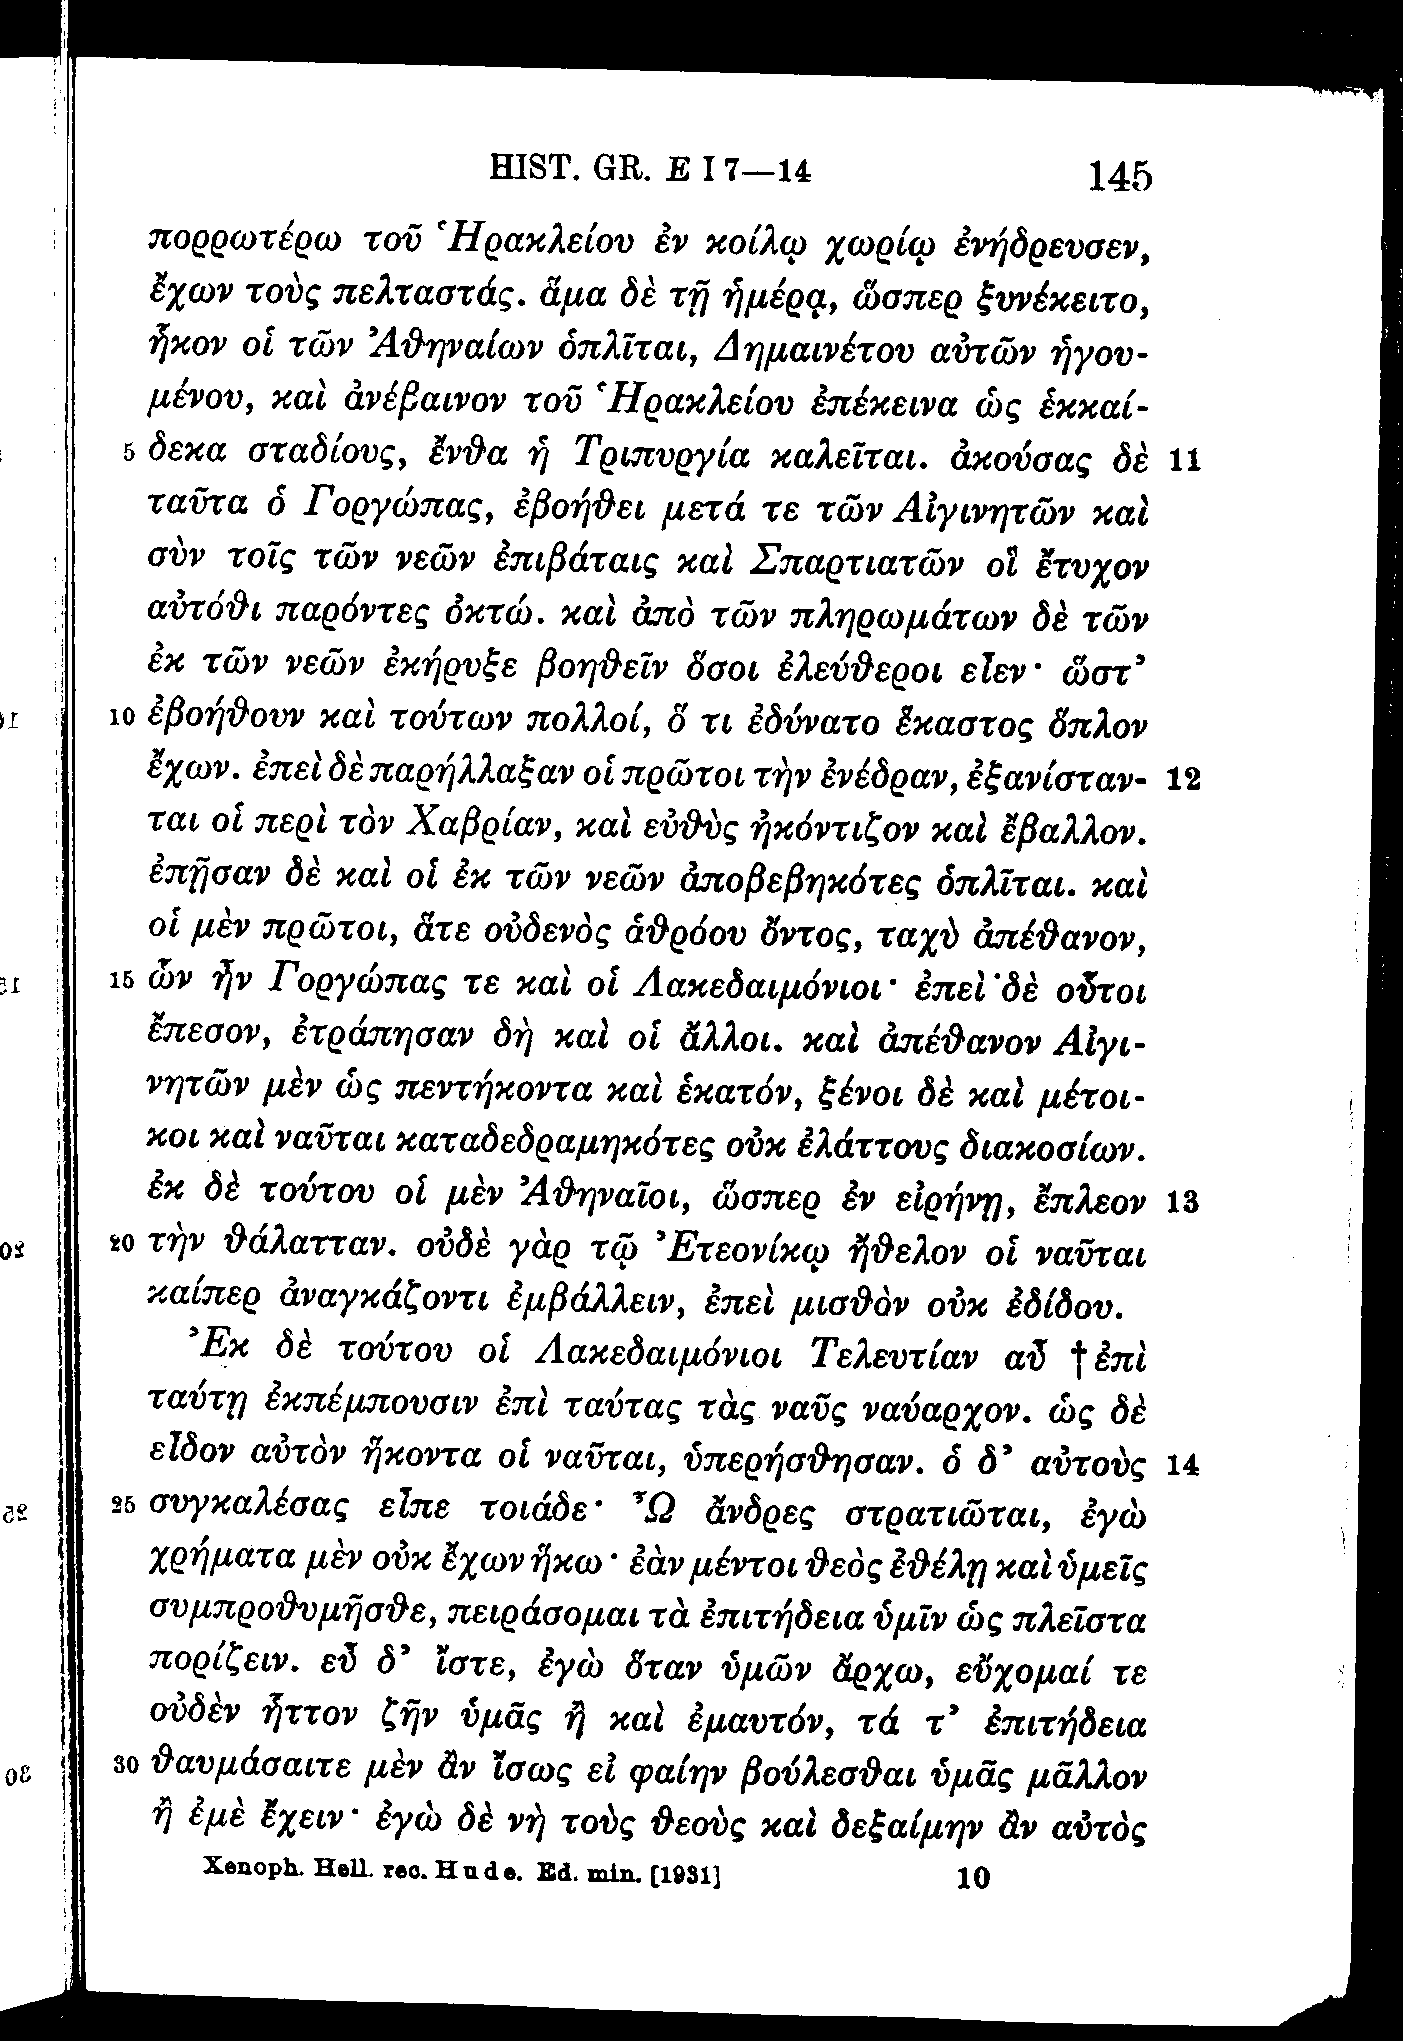 HIST. GR. E I 7—14 145
πορρωτέρω τοῦ Ἡρακλείου ἐν κοίλῳ χωρίῳ ἐνήδρευσεν,
ἔχων τοὺς πελταστάς. ἅμα δὲ τῇ ἡμέρᾳ, ὥσπερ ξυνέκειτο,
ἧκον οἱ τῶν Ἀθηναίων ὁπλῖται, Δημαινέτου αὐτῶν ἡγου-
μένου, καὶ ἀνέβαινον τοῦ Ἡρακλείου ἐπέκεινα ὡς ἑκκαί-
5 δεκα σταδίους, ἔνθα ἡ Τριπυργία καλεῖται. ἀκούσας δὲ 11
ταῦτα ὁ Γοργώπας, ἐβοήθει μετά τε τῶν Αἰγινητῶν καὶ
σὺν τοῖς τῶν νεῶν ἐπιβάταις καὶ Σπαρτιατῶν οἳ ἔτυχον
αὐτόθι παρόντες ὀκτώ. καὶ ἀπὸ τῶν πληρωμάτων δὲ τῶν
ἐκ τῶν νεῶν ἐκήρυξε βοηθεῖν ὅσοι ἐλεύθεροι εἶεν· ὥστ’
10 ἐβοήθουν καὶ τούτων πολλοί, ὅ τι ἐδύνατο ἕκαστος ὅπλον
ἔχων. ἐπεὶ δὲ παρήλλαξαν οἱ πρῶτοι τὴν ἐνέδραν, ἐξανίσταν- 12
ται οἱ περὶ τὸν Χαβρίαν, καὶ εὐθὺς ἠκόντιζον καὶ ἔβαλλον.
ἐπῇσαν δὲ καὶ οἱ ἐκ τῶν νεῶν ἀποβεβηκότες ὁπλῖται. καὶ
οἱ μὲν πρῶτοι, ἅτε οὐδενὸς ἁθρόου ὄντος, ταχὺ ἀπέθανον,
15 ὧν ἦν Γοργώπας τε καὶ οἱ Λακεδαιμόνιοι· ἐπεὶ δὲ οὗτοι
ἔπεσον, ἐτράπησαν δὴ καὶ οἱ ἄλλοι. καὶ ἀπέθανον Αἰγι-
νητῶν μὲν ὡς πεντήκοντα καὶ ἑκατόν, ξένοι δὲ καὶ μέτοι-
κοι καὶ ναῦται καταδεδραμηκότες οὐκ ἐλάττους διακοσίων.
ἐκ δὲ τούτου οἱ μὲν Ἀθηναῖοι, ὥσπερ ἐν εἰρήνῃ, ἔπλεον 13
20 τὴν θάλατταν. οὐδὲ γὰρ τῷ Ἐτεονίκῳ ἤθελον οἱ ναῦται
καίπερ ἀναγκάζοντι ἐμβάλλειν, ἐπεὶ μισθὸν οὐκ ἐδίδου.
Ἐκ δὲ τούτου οἱ Λακεδαιμόνιοι Τελευτίαν αὖ †ἐπὶ
ταύτῃ ἐκπέμπουσιν ἐπὶ ταύτας τὰς ναῦς ναύαρχον. ὡς δὲ
εἶδον αὐτὸν ἥκοντα οἱ ναῦται, ὑπερήσθησαν. ὁ δ’ αὐτοὺς 14
25 συγκαλέσας εἶπε τοιάδε· Ὦ ἄνδρες στρατιῶται, ἐγὼ
χρήματα μὲν οὐκ ἔχων ἥκω· ἐὰν μέντοι θεὸς ἐθέλῃ καὶ ὑμεῖς
συμπροθυμῆσθε, πειράσομαι τὰ ἐπιτήδεια ὑμῖν ὡς πλεῖστα
πορίζειν. εὖ δ’ ἴστε, ἐγὼ ὅταν ὑμῶν ἄρχω, εὔχομαί τε
οὐδὲν ἧττον ζῆν ὑμᾶς ἢ καὶ ἐμαυτόν, τά τ’ ἐπιτήδεια
30 θαυμάσαιτε μὲν ἂν ἴσως εἰ φαίην βούλεσθαι ὑμᾶς μᾶλλον
ἢ ἐμὲ ἔχειν· ἐγὼ δὲ νὴ τοὺς θεοὺς καὶ δεξαίμην ἂν αὐτὸς
Xenoph. Hell. rec. Hude. Ed. min. [1931] 10